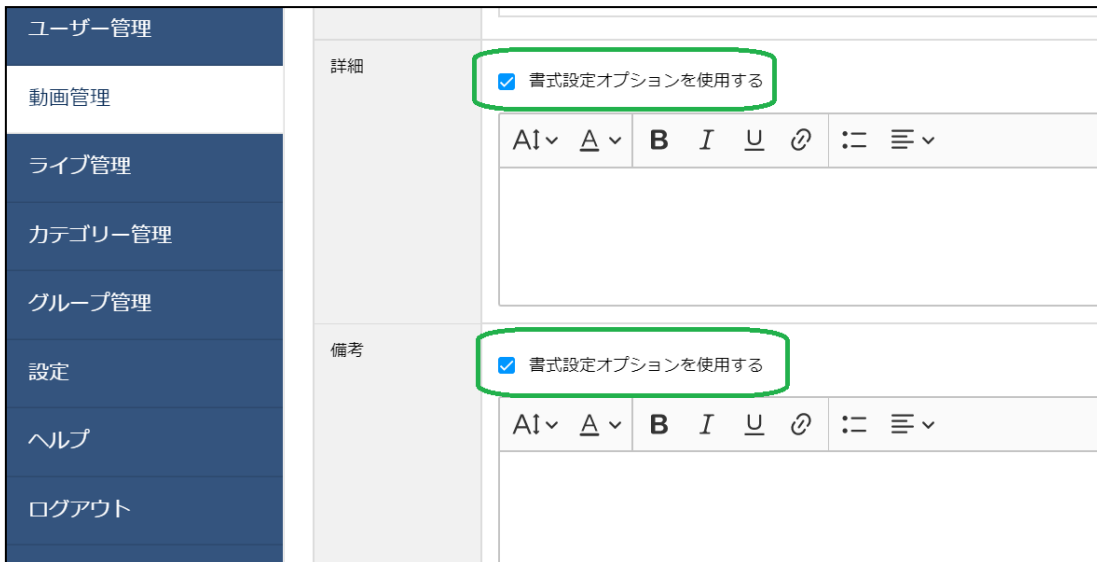 ユーザー管理
動画管理
ライブ管理
カテゴリー管理
グループ管理
設定
ヘルプ
ログアウト
詳細
書式設定オプションを使用する
A A B I U
備考
書式設定オプションを使用する
A A B I U